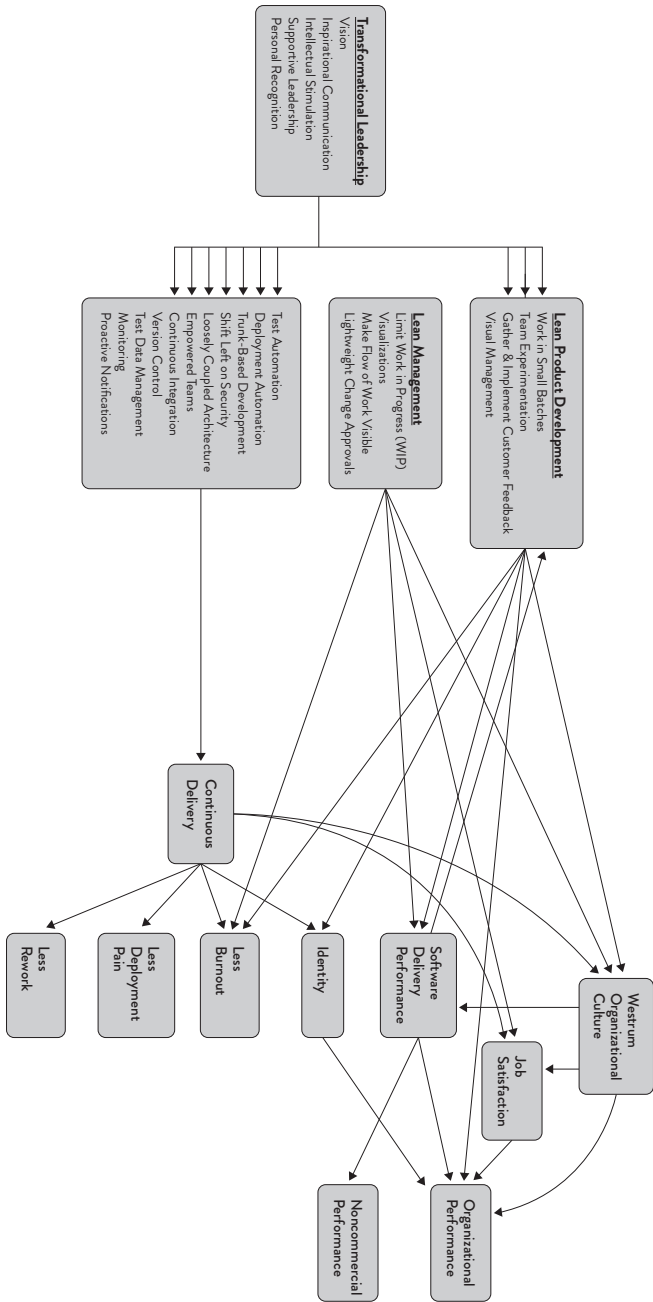 Transformational Leadership
Vision
Inspirational Communication
Intellectual Stimulation
Supportive Leadership
Personal Recognition
Lean Product Development
Work in Small Batches
Team Experimentation
Gather & Implement Customer Feedback
Visual Management
Lean Management
Limit Work in Progress (WIP)
Visualizations
Make Flow of Work Visible
Lightweight Change Approvals
Test Automation
Deployment Automation
Trunk-Based Development
Shift Left on Security
Loosely Coupled Architecture
Empowered Teams
Continuous Integration
Version Control
Test Data Management
Monitoring
Proactive Notifications
Continuous
Delivery
Westrum
Organizational
Culture
Software
Delivery
Performance
Job
Satisfaction
Identity
Less
Burnout
Less
Deployment
Pain
Less
Rework
Organizational
Performance
Noncommercial
Performance